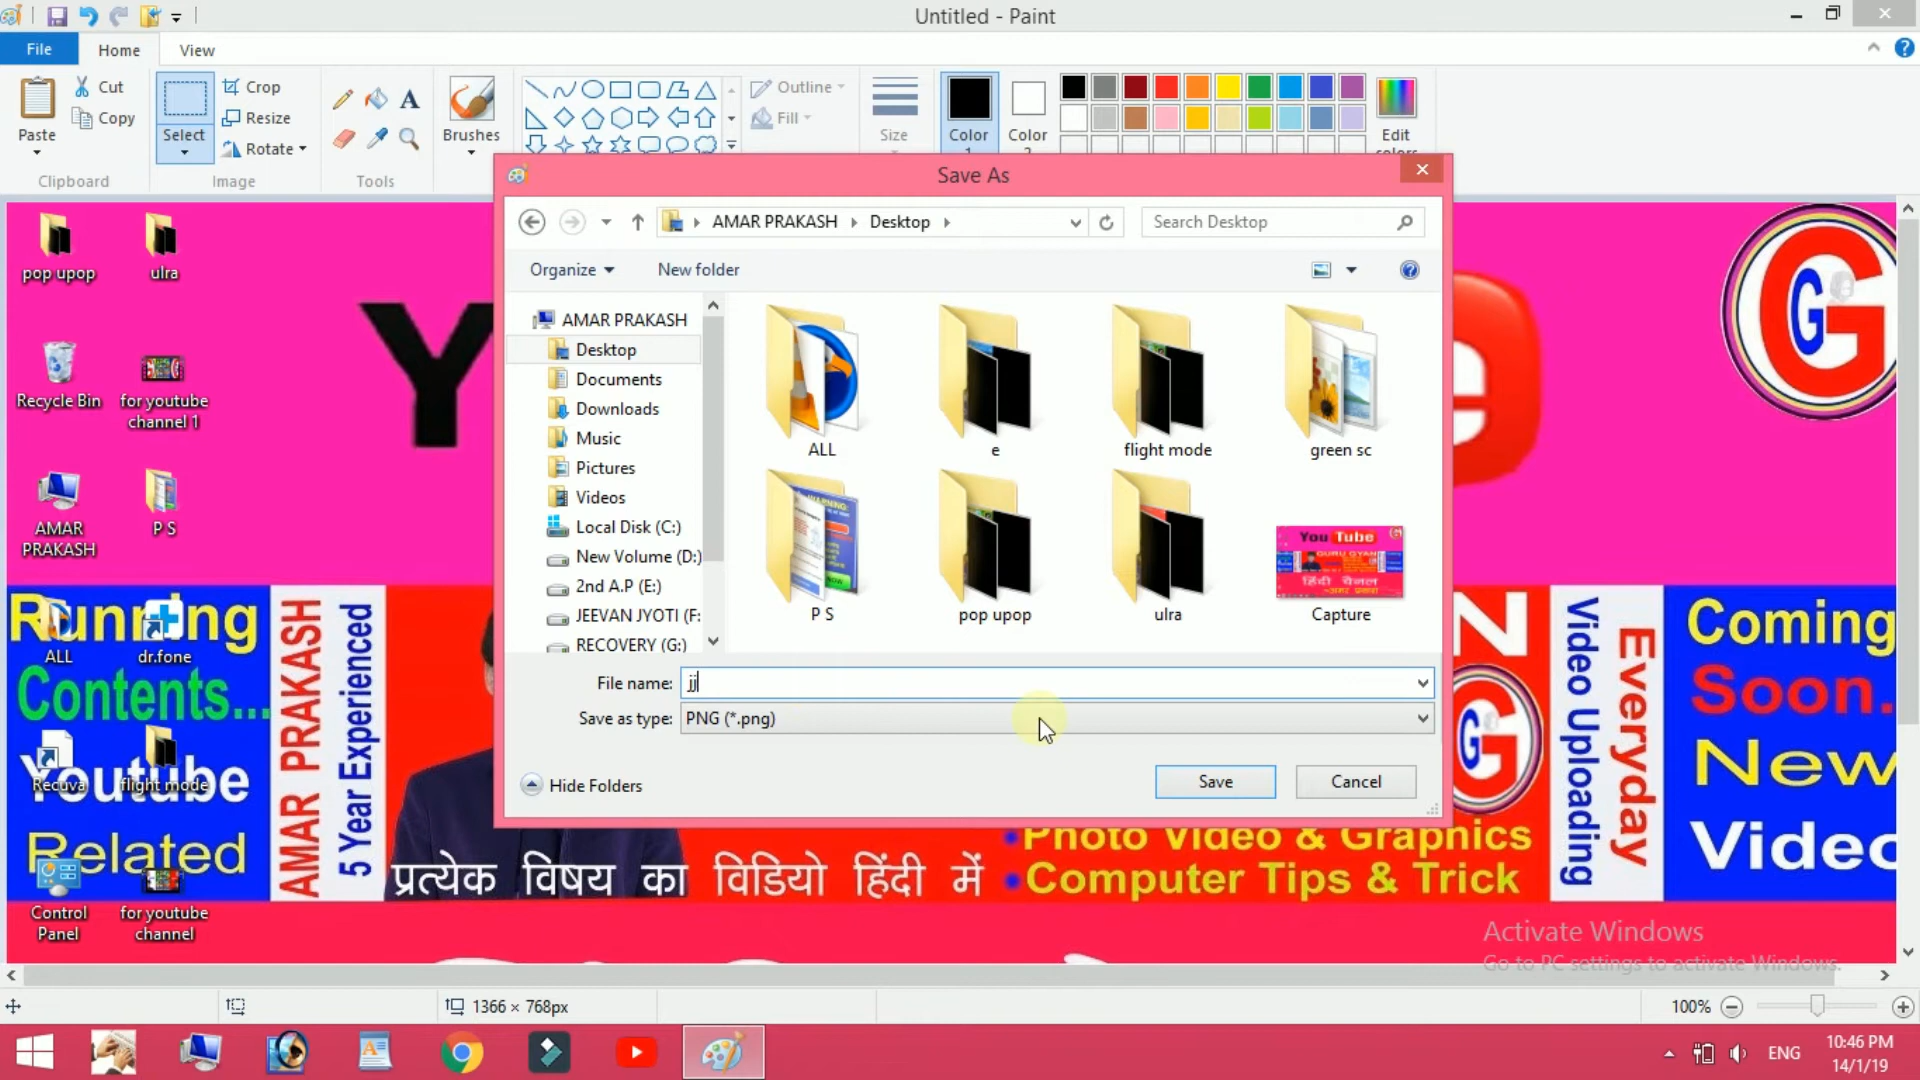 Untitled - Paint
File
Home
View
Paste
Cut
Copy
Clipboard
Select
Crop
Resize
Rotate
Image
Tools
Brushes
Outline
Fill
Size
Color
1
Color
Edit
Save As
AMAR PRAKASH
Desktop
Search Desktop
Organize
New folder
AMAR PRAKASH
Desktop
Documents
Downloads
Music
Pictures
Videos
Local Disk (C:)
New Volume (D:)
2nd A.P (E:)
JEEVAN JYOTI (F:
RECOVERY (G:)
ALL
e
flight mode
green sc
P S
pop upop
ulra
You Tube
GURU GYAN
हिंदी चैनल
Capture
File name:
jj
Save as type:
PNG (*.png)
Hide Folders
Save
Cancel
pop upop
ulra
Recycle Bin
for youtube
channel 1
AMAR
PRAKASH
P S
ALL
dr.fone
Recuva
flight mode
Control
Panel
for youtube
channel
Y
e
G
G
Running
Contents...
Youtube
Related
AMAR PRAKASH
5 Year Experienced
प्रत्येक विषय का विडियो हिंदी में
•Photo Video & Graphics
•Computer Tips & Trick
N
G
G
Video Uploading
Everyday
Coming
Soon.
New
Videc
Activate Windows
Go to PC settings to activate Windows.
1366 × 768px
100%
ENG
10:46 PM
14/1/19